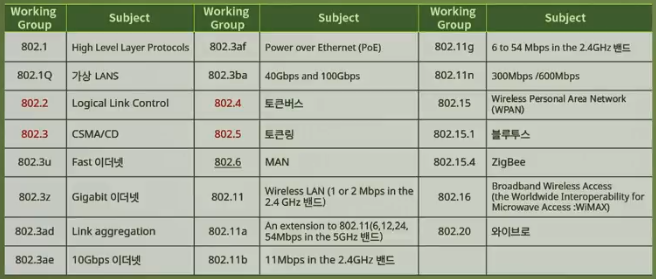 Working Group Subject Working Group Subject Working Group Subject
802.1 High Level Layer Protocols 802.3af Power over Ethernet (PoE) 802.11g 6 to 54 Mbps in the 2.4GHz 밴드
802.1Q 가상 LANS 802.3ba 40Gbps and 100Gbps 802.11n 300Mbps /600Mbps
802.2 Logical Link Control 802.4 토큰버스 802.15 Wireless Personal Area Network (WPAN)
802.3 CSMA/CD 802.5 토큰링 802.15.1 블루투스
802.3u Fast 이더넷 802.6 MAN 802.15.4 ZigBee
802.3z Gigabit 이더넷 802.11 Wireless LAN (1 or 2 Mbps in the 2.4 GHz 밴드) 802.16 Broadband Wireless Access (the Worldwide Interoperability for Microwave Access :WiMAX)
802.3ad Link aggregation 802.11a An extension to 802.11(6,12,24, 54Mbps in the 5GHz 밴드) 802.20 와이브로
802.3ae 10Gbps 이더넷 802.11b 11Mbps in the 2.4GHz 밴드